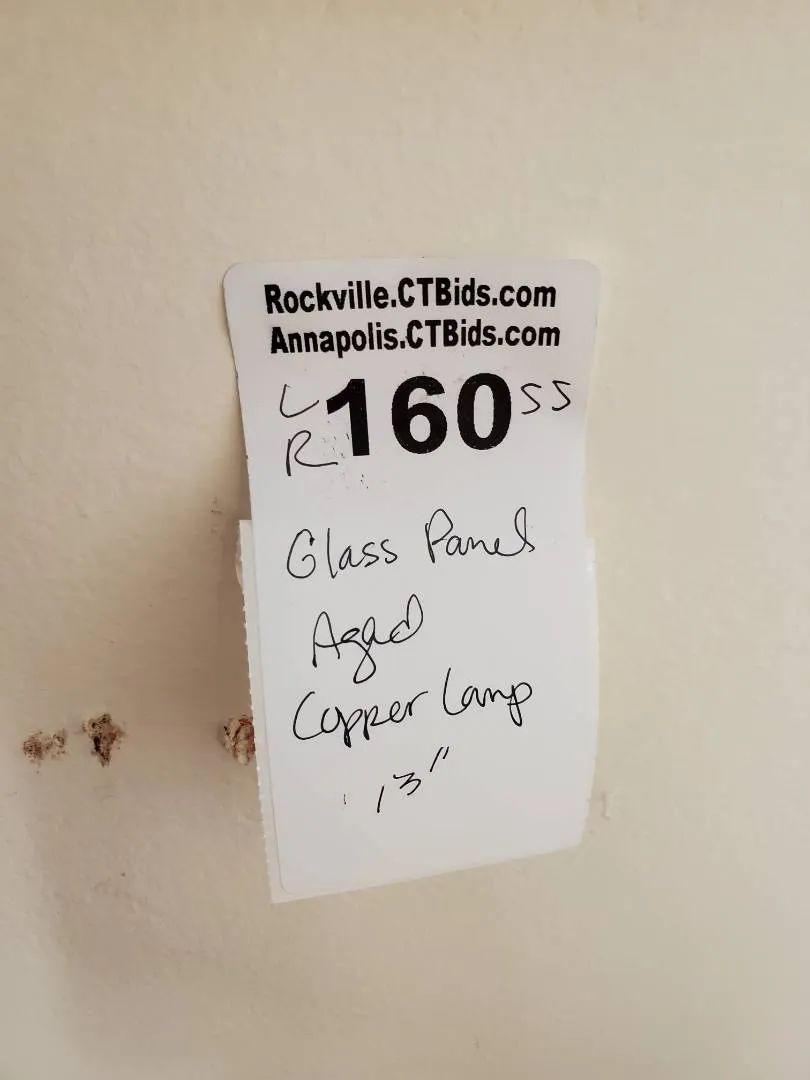 Rockville.CTBids.com
Annapolis.CTBids.com
L
R 160 SS
Glass Panel
Aged
Copper Lamp
13"